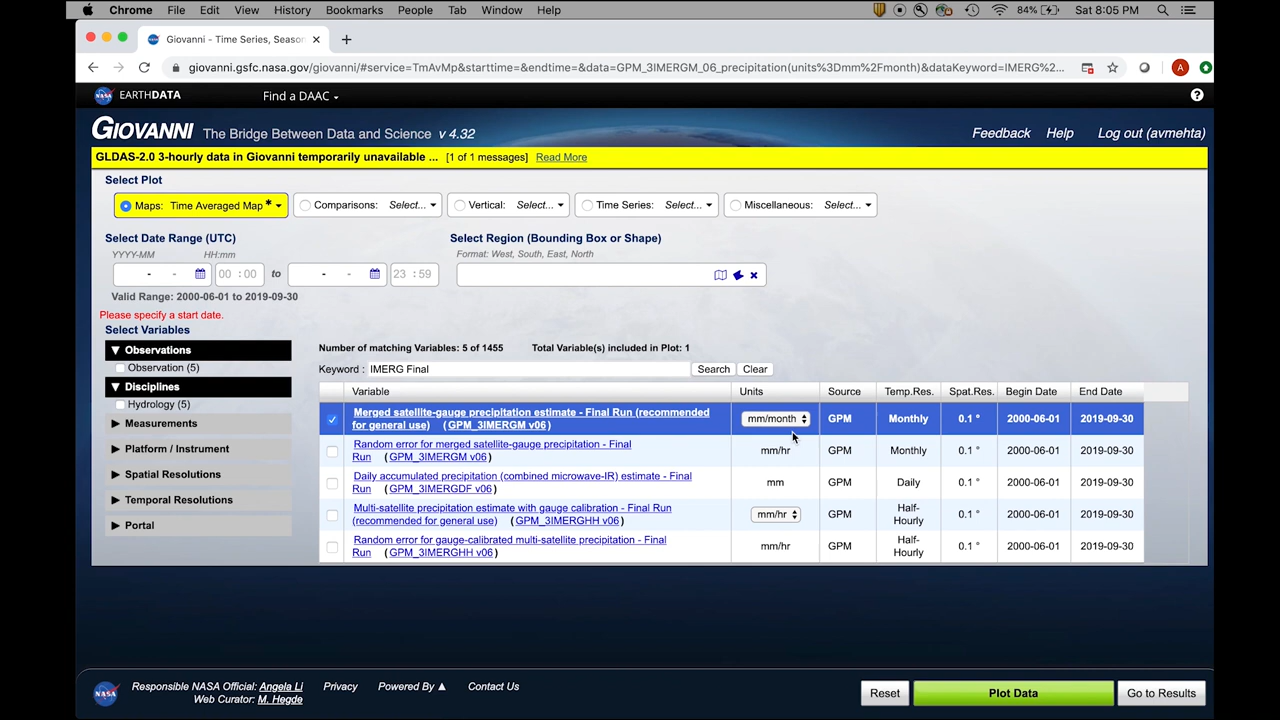 Chrome File Edit View History Bookmarks People Tab Window Help 84% Sat 8:05 PM
Giovanni - Time Series, Season
giovanni.gsfc.nasa.gov/giovanni/#service=TmAvMp&starttime=&endtime=&data=GPM_3IMERGM_06_precipitation(units%3Dmm%2Fmonth)&dataKeyword=IMERG%2... A
EARTHDATA Find a DAAC ?
GIOVANNI The Bridge Between Data and Science v 4.32 Feedback Help Log out (avmehta)
GLDAS-2.0 3-hourly data in Giovanni temporarily unavailable ... [1 of 1 messages] Read More
Select Plot
Maps: Time Averaged Map * Comparisons: Select... Vertical: Select... Time Series: Select... Miscellaneous: Select...
Select Date Range (UTC) Select Region (Bounding Box or Shape)
YYYY-MM HH:mm Format: West, South, East, North
- - 00 : 00 to - - 23 : 59
Valid Range: 2000-06-01 to 2019-09-30
Please specify a start date.
Select Variables
Observations Number of matching Variables: 5 of 1455 Total Variable(s) included in Plot: 1
Observation (5) Keyword : IMERG Final Search Clear
Disciplines Variable Units Source Temp.Res. Spat.Res. Begin Date End Date
Hydrology (5)
Measurements
Platform / Instrument
Spatial Resolutions
Temporal Resolutions
Portal
Merged satellite-gauge precipitation estimate - Final Run (recommended
for general use) (GPM_3IMERGM v06) mm/month GPM Monthly 0.1 ° 2000-06-01 2019-09-30
Random error for merged satellite-gauge precipitation - Final
Run (GPM_3IMERGM v06) mm/hr GPM Monthly 0.1 ° 2000-06-01 2019-09-30
Daily accumulated precipitation (combined microwave-IR) estimate - Final
Run (GPM_3IMERGDF v06) mm GPM Daily 0.1 ° 2000-06-01 2019-09-30
Multi-satellite precipitation estimate with gauge calibration - Final Run
(recommended for general use) (GPM_3IMERGHH v06) mm/hr GPM Half-Hourly 0.1 ° 2000-06-01 2019-09-30
Random error for gauge-calibrated multi-satellite precipitation - Final
Run (GPM_3IMERGHH v06) mm/hr GPM Half-Hourly 0.1 ° 2000-06-01 2019-09-30
Responsible NASA Official: Angela Li Privacy Powered By Contact Us
Web Curator: M. Hegde Reset Plot Data Go to Results